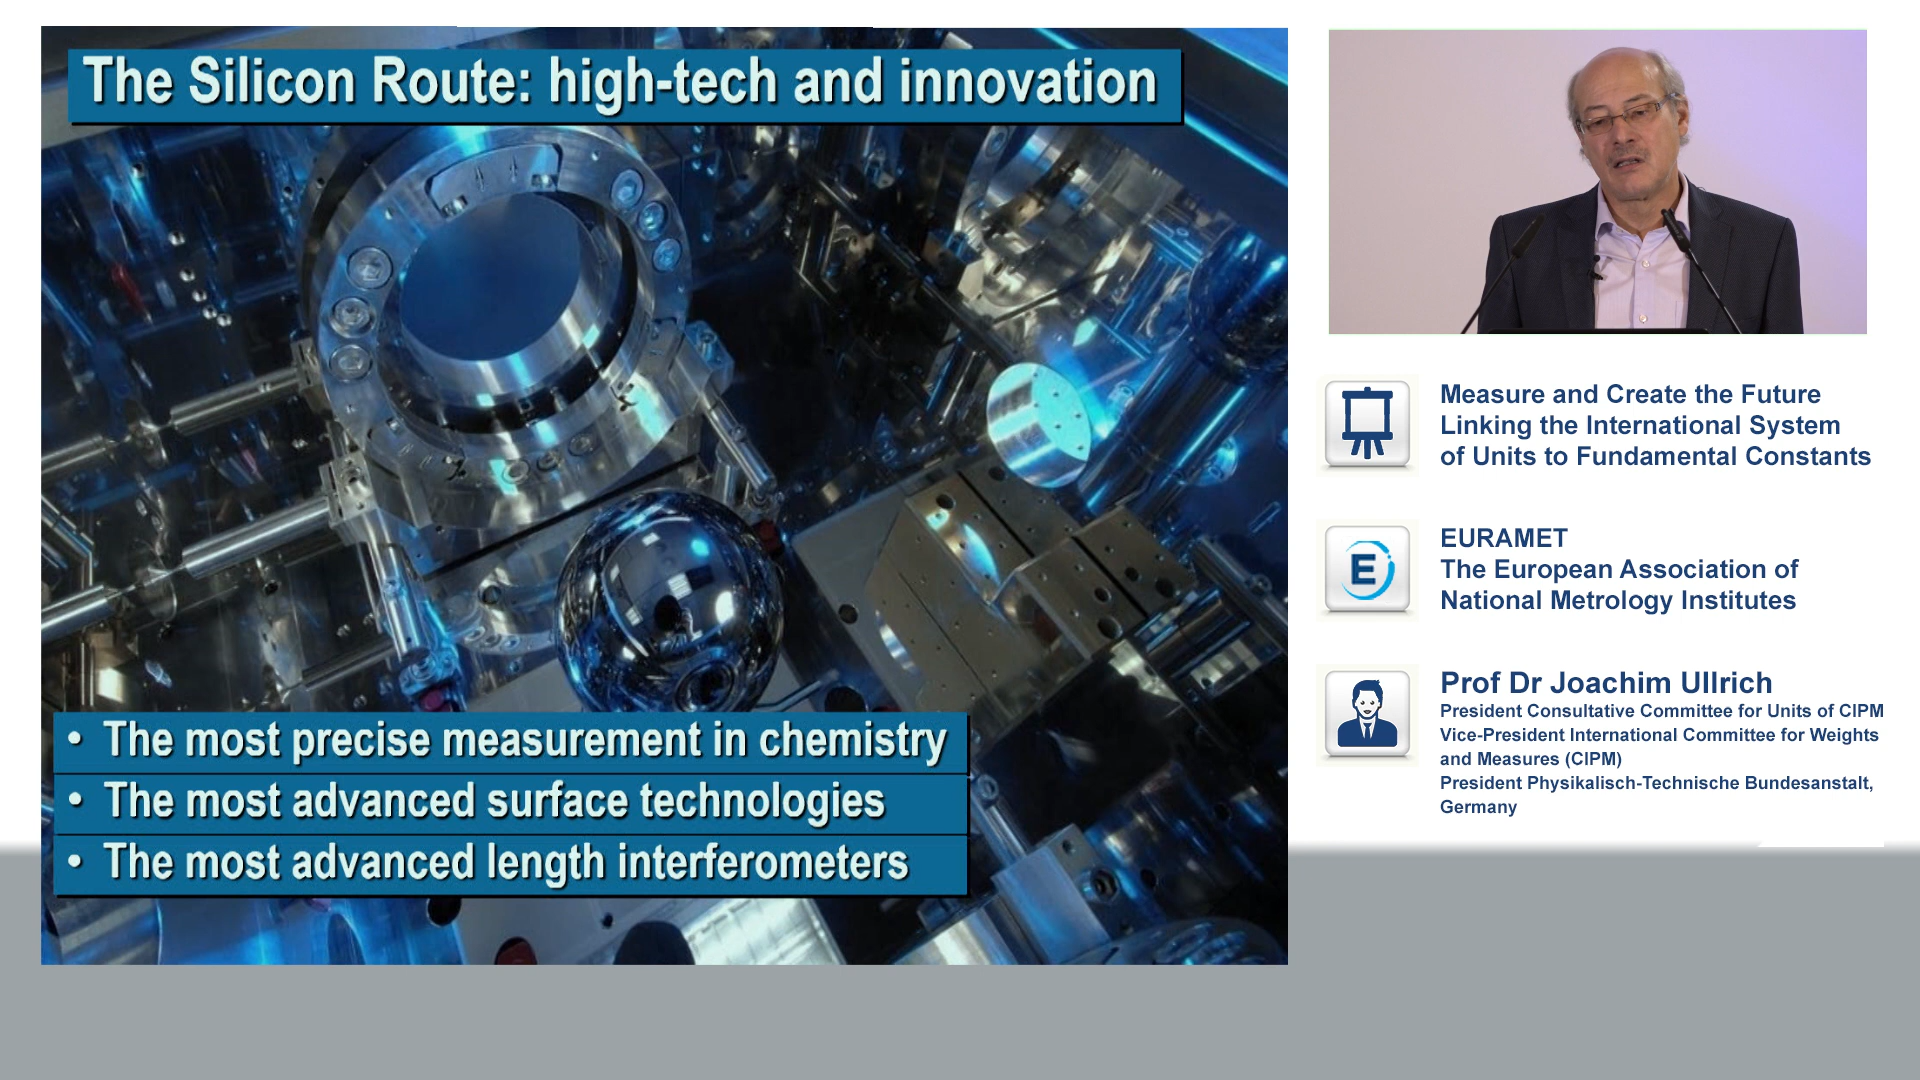 The Silicon Route: high-tech and innovation
• The most precise measurement in chemistry
• The most advanced surface technologies
• The most advanced length interferometers
Measure and Create the Future
Linking the International System
of Units to Fundamental Constants
E
EURAMET
The European Association of
National Metrology Institutes
Prof Dr Joachim Ullrich
President Consultative Committee for Units of CIPM
Vice-President International Committee for Weights
and Measures (CIPM)
President Physikalisch-Technische Bundesanstalt,
Germany